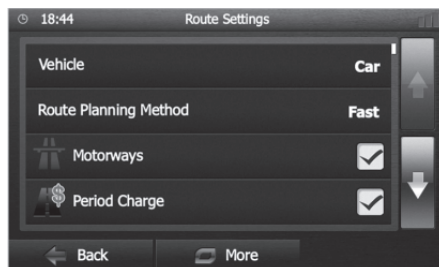 18:44 Route Settings
Vehicle Car
Route Planning Method Fast
Motorways
$ Period Charge
Back More